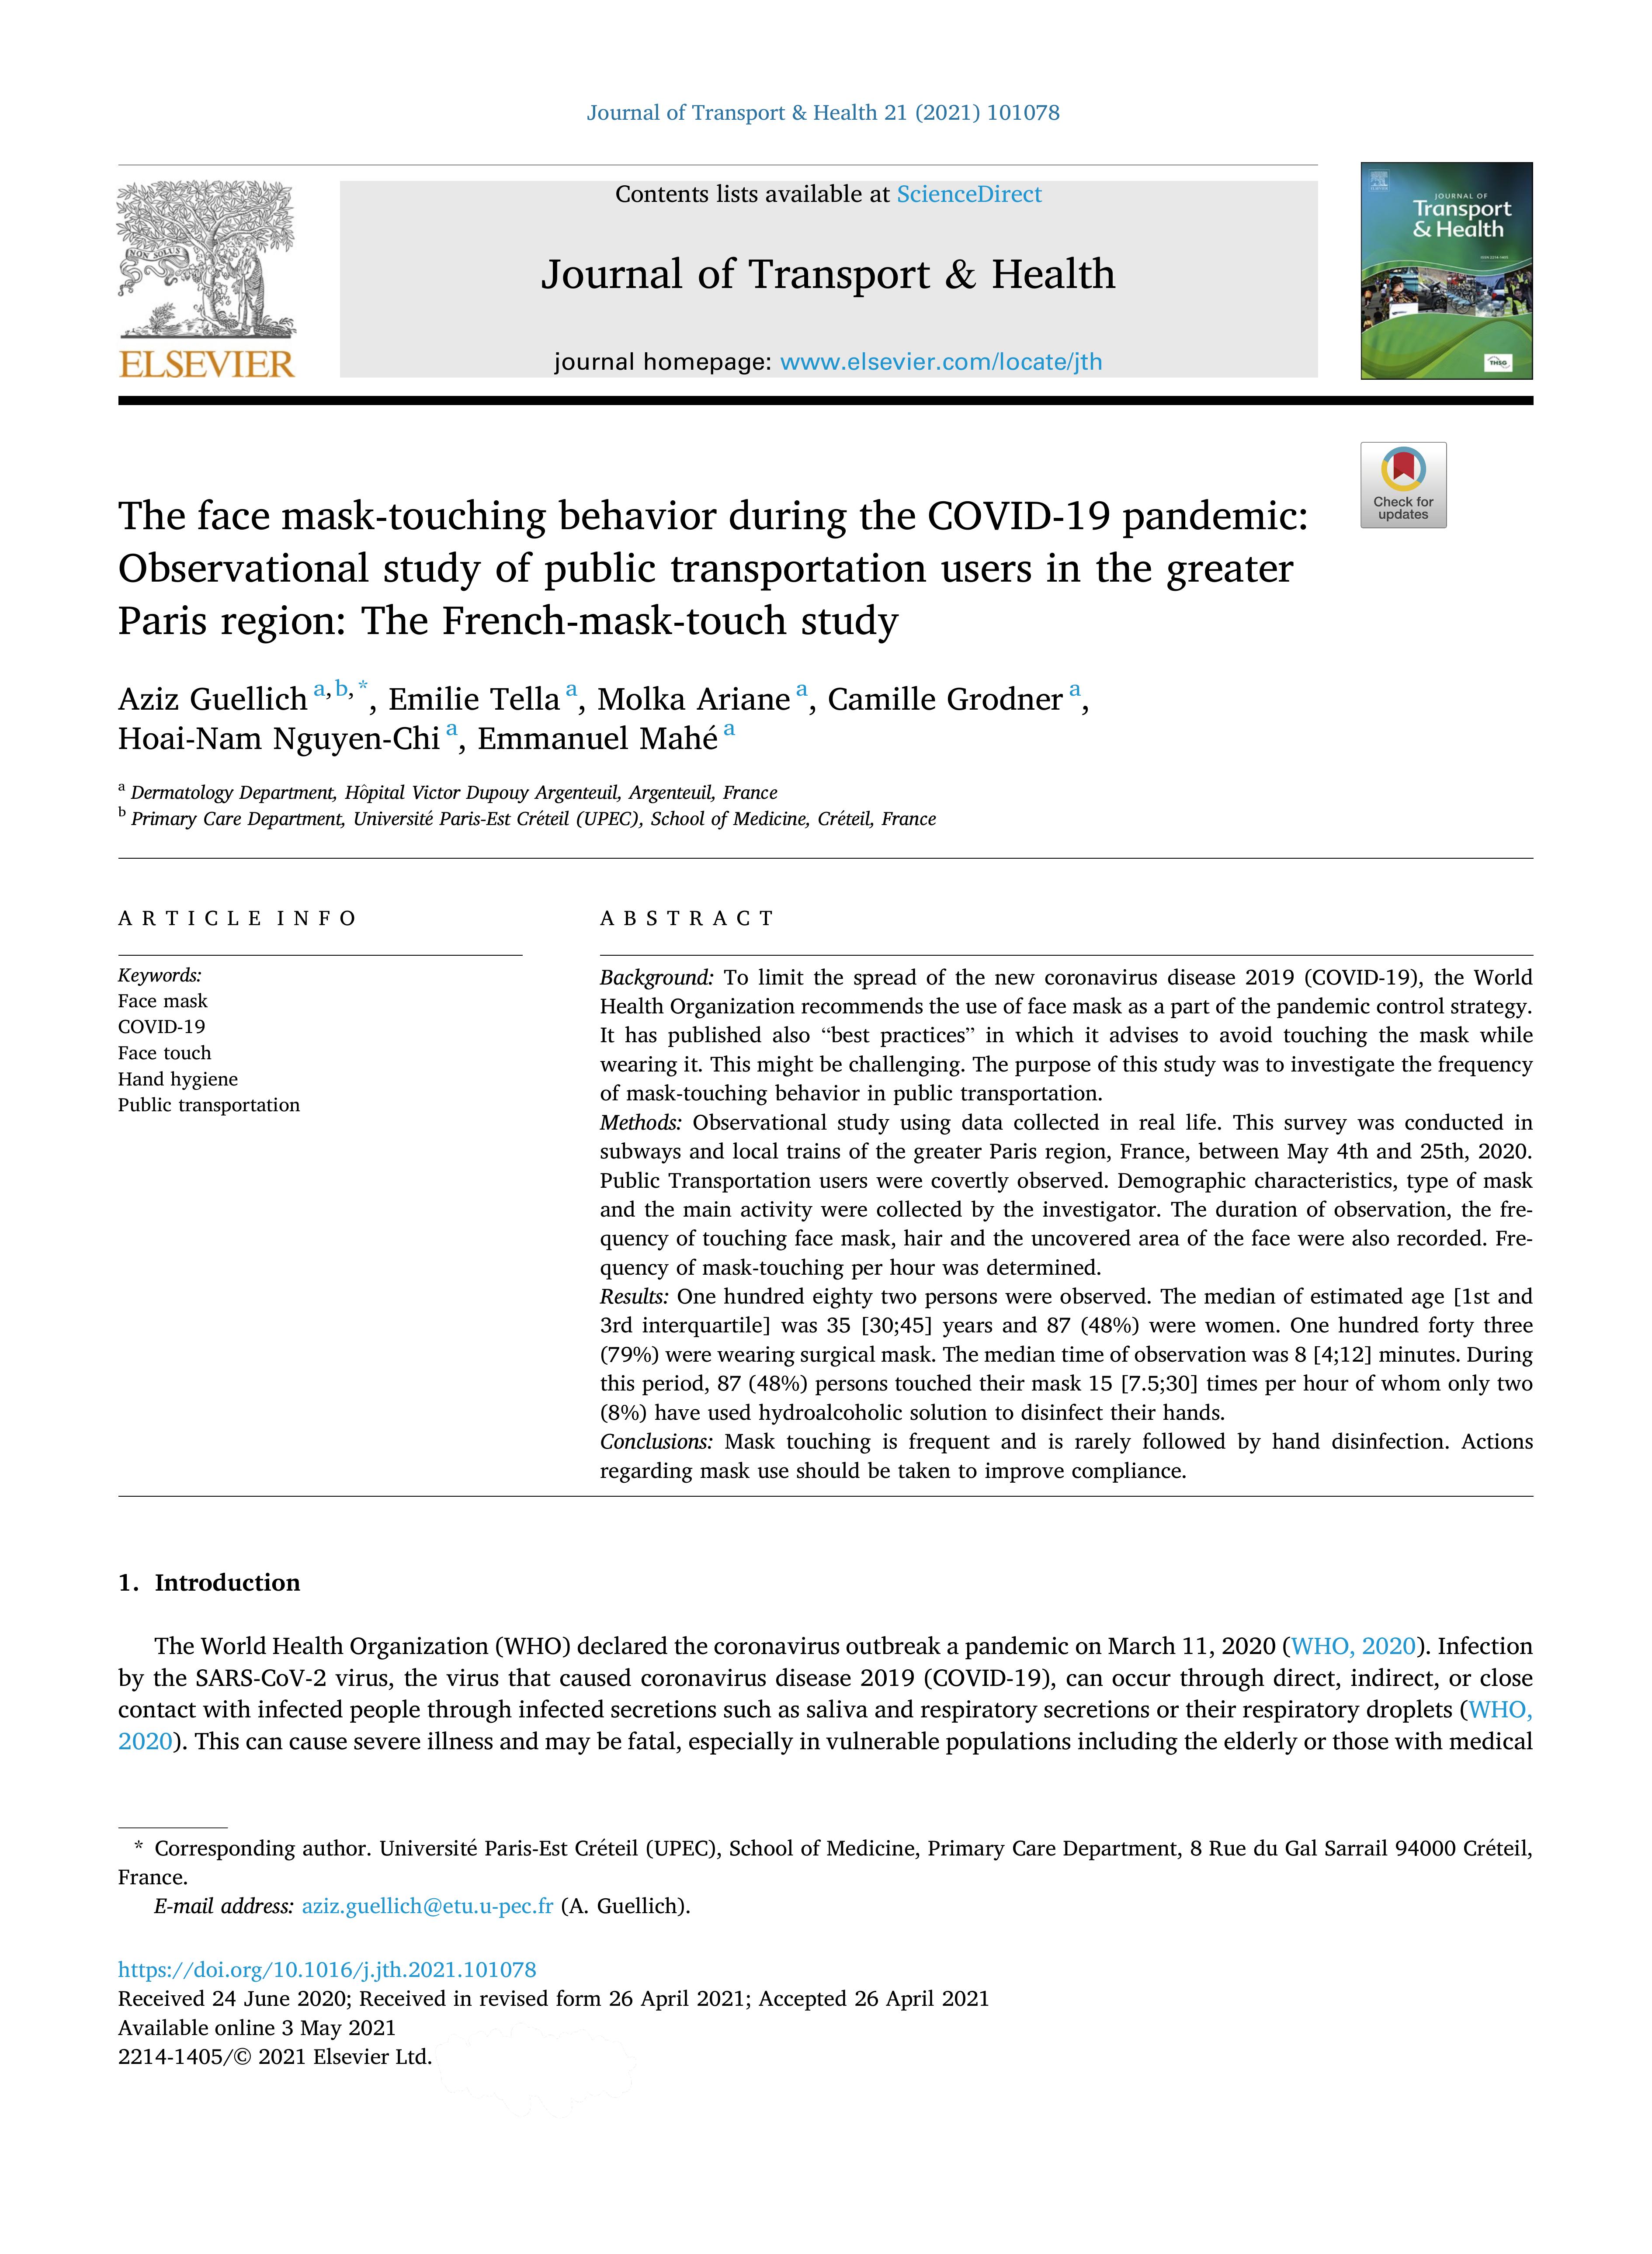 Journal of Transport & Health 21 (2021) 101078
NON SOLUS
ELSEVIER
Contents lists available at ScienceDirect
Journal of Transport & Health
journal homepage: www.elsevier.com/locate/jth
JOURNAL OF
Transport
& Health
THSG
Check for
updates
The face mask-touching behavior during the COVID-19 pandemic:
Observational study of public transportation users in the greater
Paris region: The French-mask-touch study
Aziz Guellich a,b,*, Emilie Tella a, Molka Ariane a, Camille Grodner a,
Hoai-Nam Nguyen-Chi a, Emmanuel Mahé a
a Dermatology Department, Hôpital Victor Dupouy Argenteuil, Argenteuil, France
b Primary Care Department, Université Paris-Est Créteil (UPEC), School of Medicine, Créteil, France
A R T I C L E I N F O
Keywords:
Face mask
COVID-19
Face touch
Hand hygiene
Public transportation
A B S T R A C T
Background: To limit the spread of the new coronavirus disease 2019 (COVID-19), the World
Health Organization recommends the use of face mask as a part of the pandemic control strategy.
It has published also “best practices” in which it advises to avoid touching the mask while
wearing it. This might be challenging. The purpose of this study was to investigate the frequency
of mask-touching behavior in public transportation.
Methods: Observational study using data collected in real life. This survey was conducted in
subways and local trains of the greater Paris region, France, between May 4th and 25th, 2020.
Public Transportation users were covertly observed. Demographic characteristics, type of mask
and the main activity were collected by the investigator. The duration of observation, the fre-
quency of touching face mask, hair and the uncovered area of the face were also recorded. Fre-
quency of mask-touching per hour was determined.
Results: One hundred eighty two persons were observed. The median of estimated age [1st and
3rd interquartile] was 35 [30;45] years and 87 (48%) were women. One hundred forty three
(79%) were wearing surgical mask. The median time of observation was 8 [4;12] minutes. During
this period, 87 (48%) persons touched their mask 15 [7.5;30] times per hour of whom only two
(8%) have used hydroalcoholic solution to disinfect their hands.
Conclusions: Mask touching is frequent and is rarely followed by hand disinfection. Actions
regarding mask use should be taken to improve compliance.
1. Introduction
The World Health Organization (WHO) declared the coronavirus outbreak a pandemic on March 11, 2020 (WHO, 2020). Infection
by the SARS-CoV-2 virus, the virus that caused coronavirus disease 2019 (COVID-19), can occur through direct, indirect, or close
contact with infected people through infected secretions such as saliva and respiratory secretions or their respiratory droplets (WHO,
2020). This can cause severe illness and may be fatal, especially in vulnerable populations including the elderly or those with medical
* Corresponding author. Université Paris-Est Créteil (UPEC), School of Medicine, Primary Care Department, 8 Rue du Gal Sarrail 94000 Créteil,
France.
E-mail address: aziz.guellich@etu.u-pec.fr (A. Guellich).
https://doi.org/10.1016/j.jth.2021.101078
Received 24 June 2020; Received in revised form 26 April 2021; Accepted 26 April 2021
Available online 3 May 2021
2214-1405/© 2021 Elsevier Ltd.